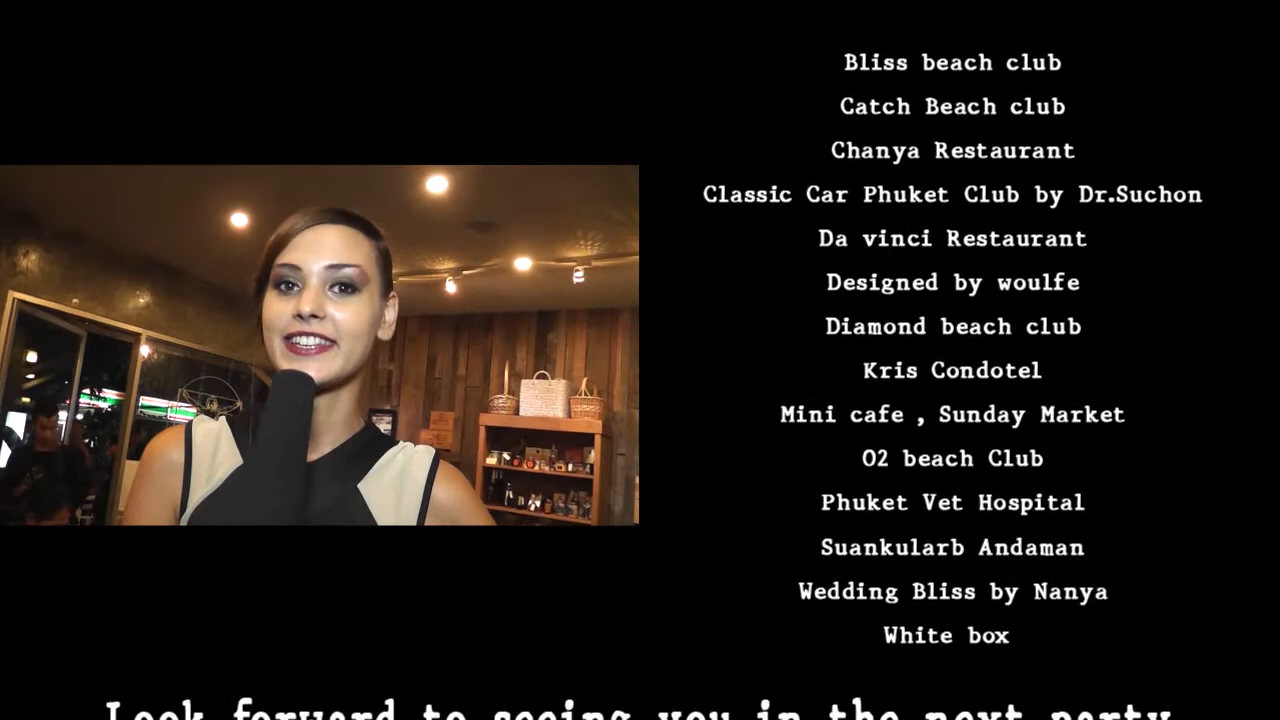 Bliss beach club
Catch Beach club
Chanya Restaurant
Classic Car Phuket Club by Dr.Suchon
Da vinci Restaurant
Designed by woulfe
Diamond beach club
Kris Condotel
Mini cafe , Sunday Market
O2 beach Club
Phuket Vet Hospital
Suankularb Andaman
Wedding Bliss by Nanya
White box
Look forward to seeing you in the next party